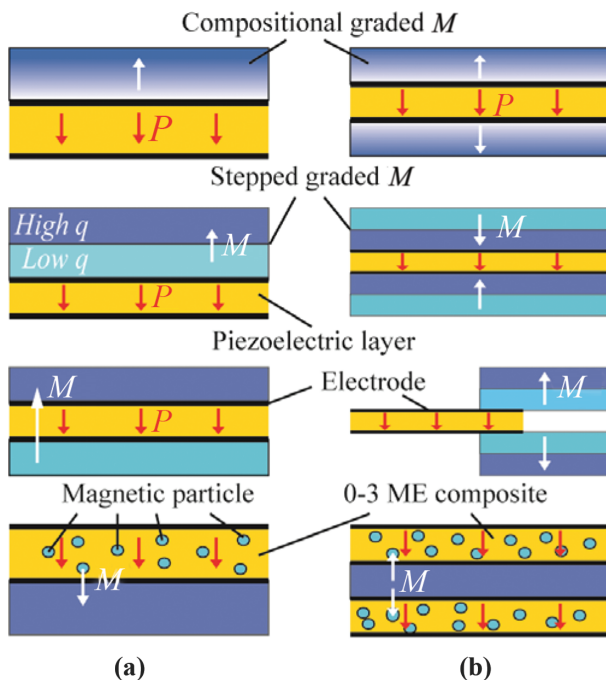 Compositional graded M
P
P
Stepped graded M
High q
Low q
M
M
P
Piezoelectric layer
Electrode
M
M
P
Magnetic particle
0-3 ME composite
M
M
(a)
(b)